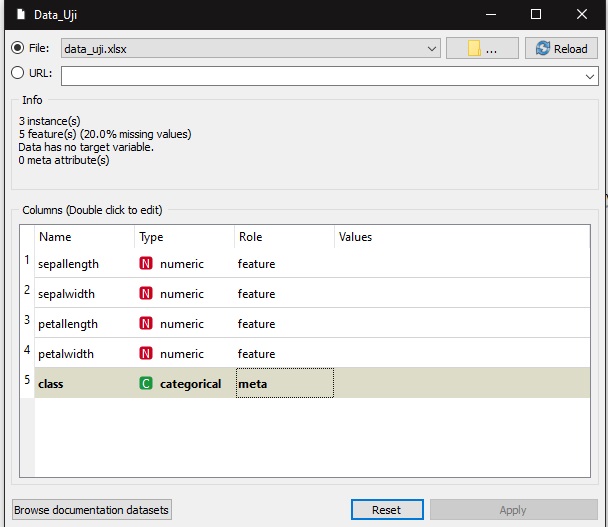 Data_Uji
File: data_uji.xlsx ... Reload
URL:
Info
3 instance(s)
5 feature(s) (20.0% missing values)
Data has no target variable.
0 meta attribute(s)
Columns (Double click to edit)
Name Type Role Values
1 sepallength N numeric feature
2 sepalwidth N numeric feature
3 petallength N numeric feature
4 petalwidth N numeric feature
5 class C categorical meta
Browse documentation datasets Reset Apply